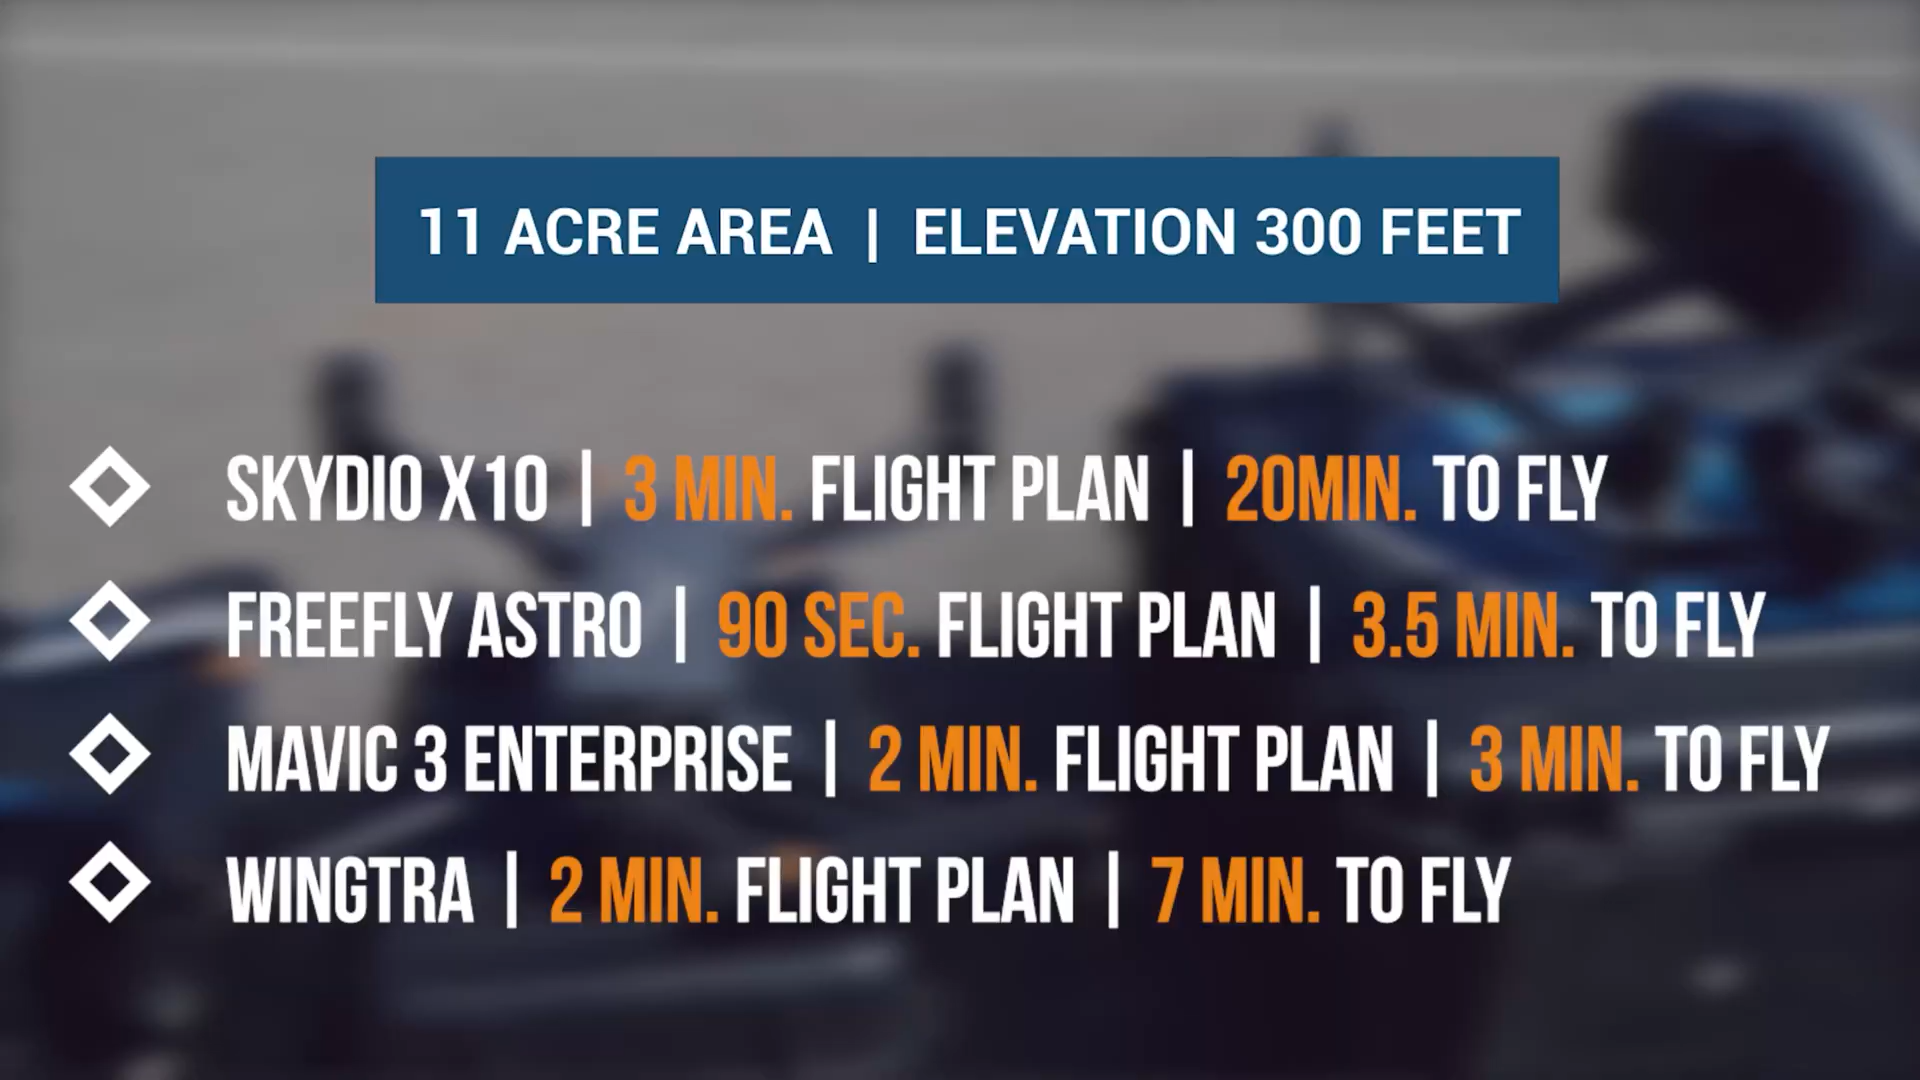 11 ACRE AREA | ELEVATION 300 FEET
SKYDIO X10 | 3 MIN. FLIGHT PLAN | 20MIN. TO FLY
FREEFLY ASTRO | 90 SEC. FLIGHT PLAN | 3.5 MIN. TO FLY
MAVIC 3 ENTERPRISE | 2 MIN. FLIGHT PLAN | 3 MIN. TO FLY
WINGTRA | 2 MIN. FLIGHT PLAN | 7 MIN. TO FLY